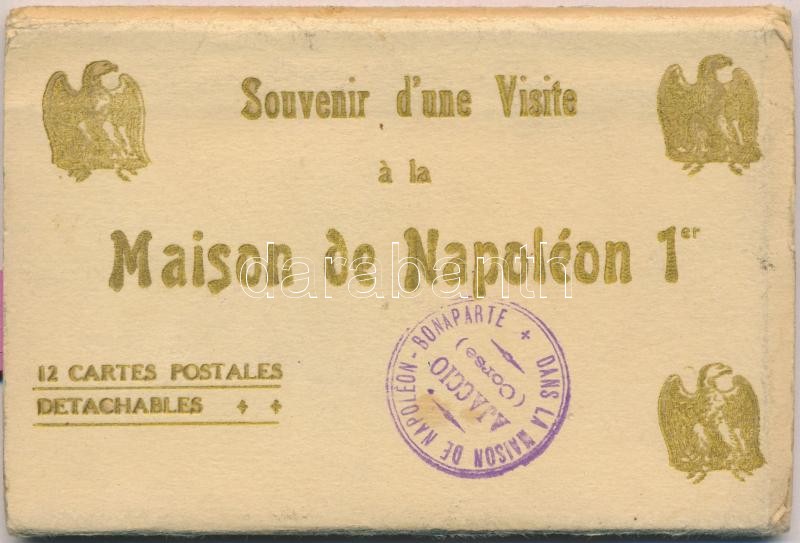 Souvenir d'une Visite
à la
Maison de Napoléon 1er
darabanth
12 CARTES POSTALES
DETACHABLES
DANS LA MAISON DE NAPOLÉON-BONAPARTE +
AJACCIO
(Corse)